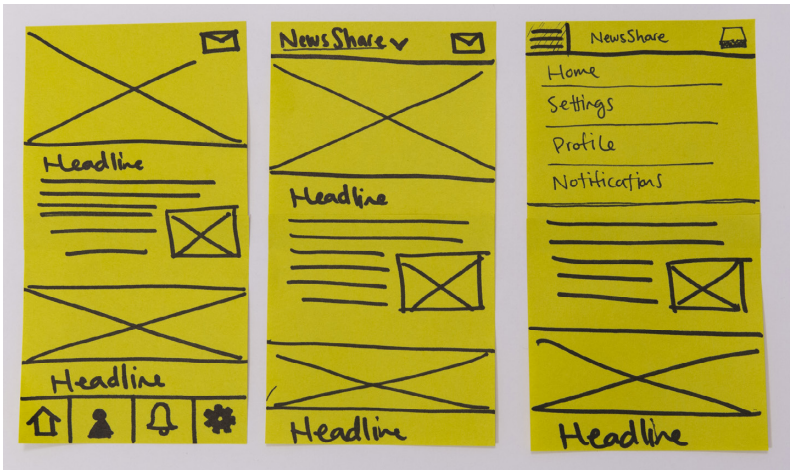 Headline
Headline
NewsShare
Headline
Headline
NewsShare
Home
Settings
Profile
Notifications
Headline